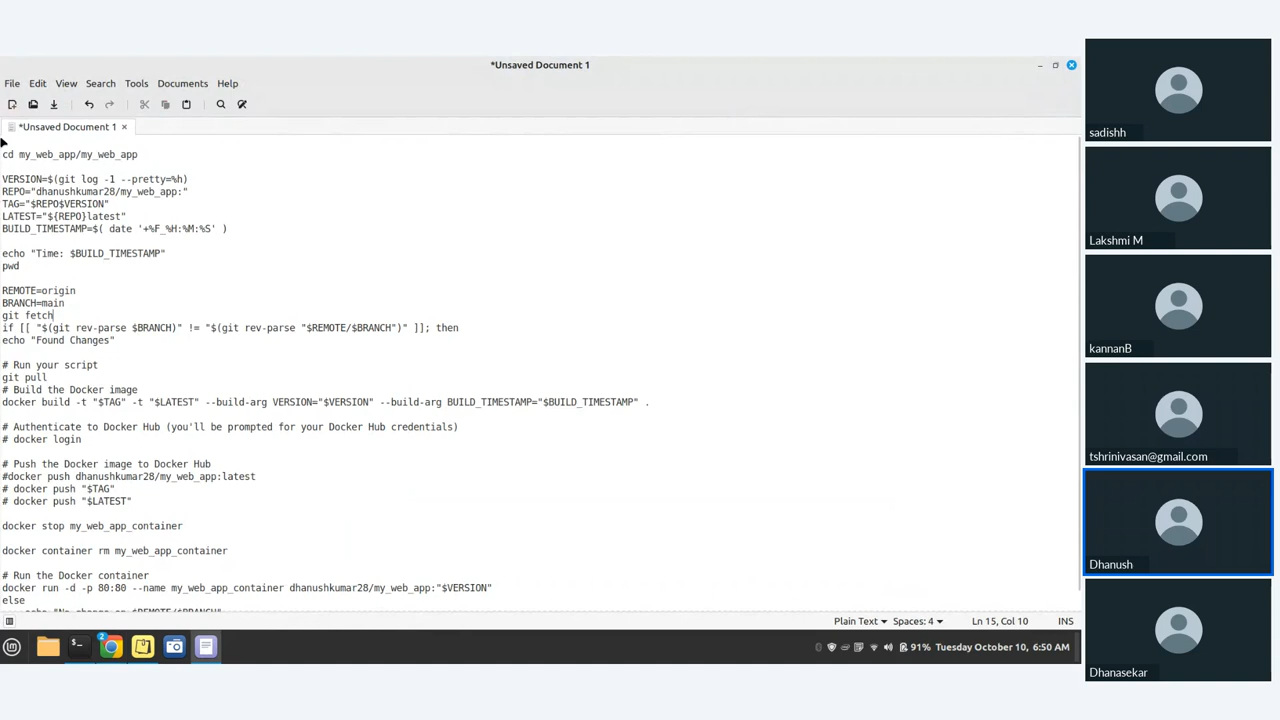 *Unsaved Document 1
File Edit View Search Tools Documents Help
*Unsaved Document 1
cd my_web_app/my_web_app
VERSION=$(git log -1 --pretty=%h)
REPO="dhanushkumar28/my_web_app:"
TAG="$REPO$VERSION"
LATEST="${REPO}latest"
BUILD_TIMESTAMP=$( date '+%F_%H:%M:%S' )
echo "Time: $BUILD_TIMESTAMP"
pwd
REMOTE=origin
BRANCH=main
git fetch
if [[ "$(git rev-parse $BRANCH)" != "$(git rev-parse "$REMOTE/$BRANCH")" ]]; then
echo "Found Changes"
# Run your script
git pull
# Build the Docker image
docker build -t "$TAG" -t "$LATEST" --build-arg VERSION="$VERSION" --build-arg BUILD_TIMESTAMP="$BUILD_TIMESTAMP" .
# Authenticate to Docker Hub (you'll be prompted for your Docker Hub credentials)
# docker login
# Push the Docker image to Docker Hub
#docker push dhanushkumar28/my_web_app:latest
# docker push "$TAG"
# docker push "$LATEST"
docker stop my_web_app_container
docker container rm my_web_app_container
# Run the Docker container
docker run -d -p 80:80 --name my_web_app_container dhanushkumar28/my_web_app:"$VERSION"
else
echo "No change on $REMOTE/$BRANCH"
Plain Text Spaces: 4 Ln 15, Col 10 INS
2
91% Tuesday October 10, 6:50 AM
sadishh
Lakshmi M
kannanB
tshrinivasan@gmail.com
Dhanush
Dhanasekar